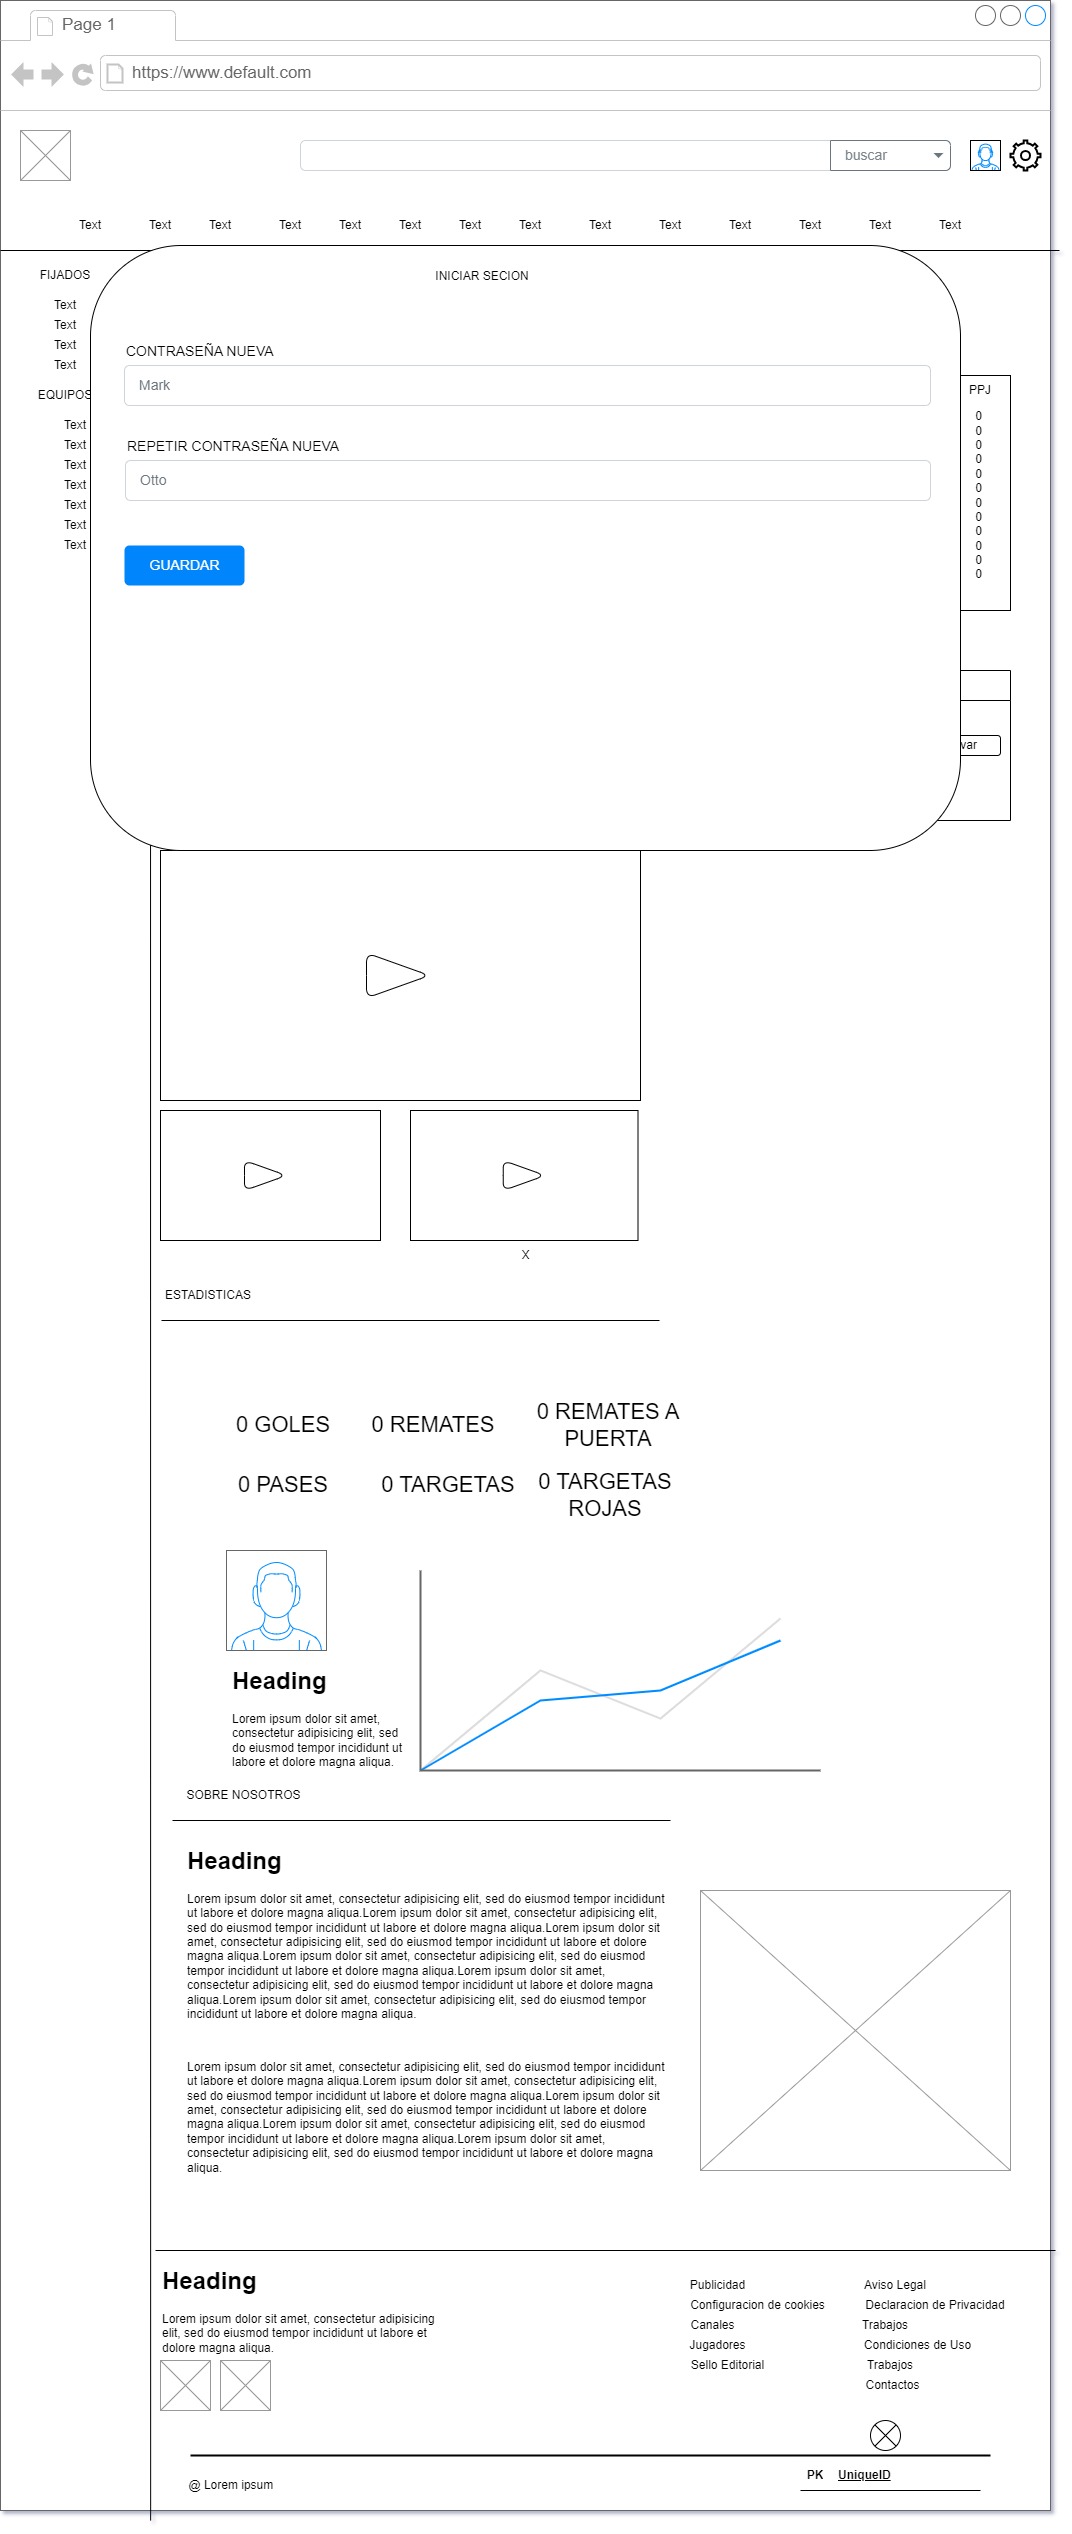 Page 1
https://www.default.com
buscar
Text Text Text Text Text Text Text Text Text Text Text Text Text Text
FIJADOS
Text
Text
Text
Text
EQUIPOS
Text
Text
Text
Text
Text
Text
Text
INICIAR SECION
CONTRASEÑA NUEVA
Mark
REPETIR CONTRASEÑA NUEVA
Otto
GUARDAR
PPJ
0
0
0
0
0
0
0
0
0
0
0
0
var
X
ESTADISTICAS
0 GOLES
0 REMATES
0 REMATES A
PUERTA
0 PASES
0 TARGETAS
0 TARGETAS
ROJAS
Heading
Lorem ipsum dolor sit amet,
consectetur adipisicing elit, sed
do eiusmod tempor incididunt ut
labore et dolore magna aliqua.
SOBRE NOSOTROS
Heading
Lorem ipsum dolor sit amet, consectetur adipisicing elit, sed do eiusmod tempor incididunt
ut labore et dolore magna aliqua.Lorem ipsum dolor sit amet, consectetur adipisicing elit,
sed do eiusmod tempor incididunt ut labore et dolore magna aliqua.Lorem ipsum dolor sit
amet, consectetur adipisicing elit, sed do eiusmod tempor incididunt ut labore et dolore
magna aliqua.Lorem ipsum dolor sit amet, consectetur adipisicing elit, sed do eiusmod
tempor incididunt ut labore et dolore magna aliqua.Lorem ipsum dolor sit amet,
consectetur adipisicing elit, sed do eiusmod tempor incididunt ut labore et dolore magna
aliqua.Lorem ipsum dolor sit amet, consectetur adipisicing elit, sed do eiusmod tempor
incididunt ut labore et dolore magna aliqua.
Lorem ipsum dolor sit amet, consectetur adipisicing elit, sed do eiusmod tempor incididunt
ut labore et dolore magna aliqua.Lorem ipsum dolor sit amet, consectetur adipisicing elit,
sed do eiusmod tempor incididunt ut labore et dolore magna aliqua.Lorem ipsum dolor sit
amet, consectetur adipisicing elit, sed do eiusmod tempor incididunt ut labore et dolore
magna aliqua.Lorem ipsum dolor sit amet, consectetur adipisicing elit, sed do eiusmod
tempor incididunt ut labore et dolore magna aliqua.Lorem ipsum dolor sit amet,
consectetur adipisicing elit, sed do eiusmod tempor incididunt ut labore et dolore magna
aliqua.
Heading
Lorem ipsum dolor sit amet, consectetur adipisicing
elit, sed do eiusmod tempor incididunt ut labore et
dolore magna aliqua.
Publicidad
Configuracion de cookies
Canales
Jugadores
Sello Editorial
Aviso Legal
Declaracion de Privacidad
Trabajos
Condiciones de Uso
Trabajos
Contactos
@ Lorem ipsum
PK UniqueID